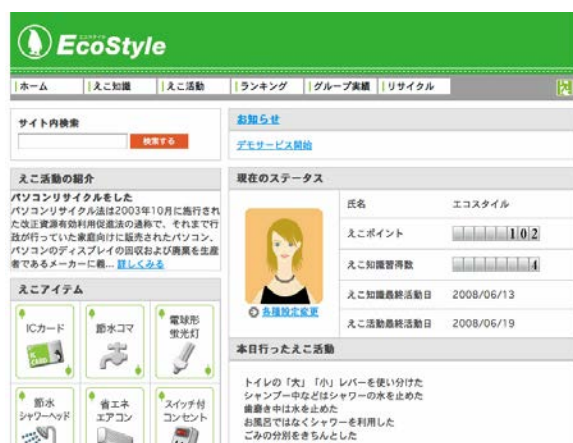 EcoStyle
ホーム
えこ知識
えこ活動
ランキング
グループ実績
リサイクル
サイト内検索
検索する
お知らせ
デモサービス開始
えこ活動の紹介
パソコンリサイクルをした
パソコンリサイクル法は2003年10月に施行され
た改正資源有効利用促進法の通称で、それまで行
政が行っていた家庭向けに販売されたパソコン、
パソコンのディスプレイの回収および廃棄を生産
者であるメーカーに義... 詳しくみる
現在のステータス
氏名 エコスタイル
えこポイント 102
えこ知識習得数 4
えこ知識最終活動日 2008/06/13
えこ活動最終活動日 2008/06/19
各種設定変更
えこアイテム
ICカード
IC CARD
節水コマ
電球形
蛍光灯
節水
シャワーヘッド
省エネ
エアコン
スイッチ付
コンセント
本日行ったえこ活動
トイレの「大」「小」レバーを使い分けた
シャンプー中などはシャワーの水を止めた
歯磨き中は水を止めた
お風呂ではなくシャワーを利用した
ごみの分別をきちんとした